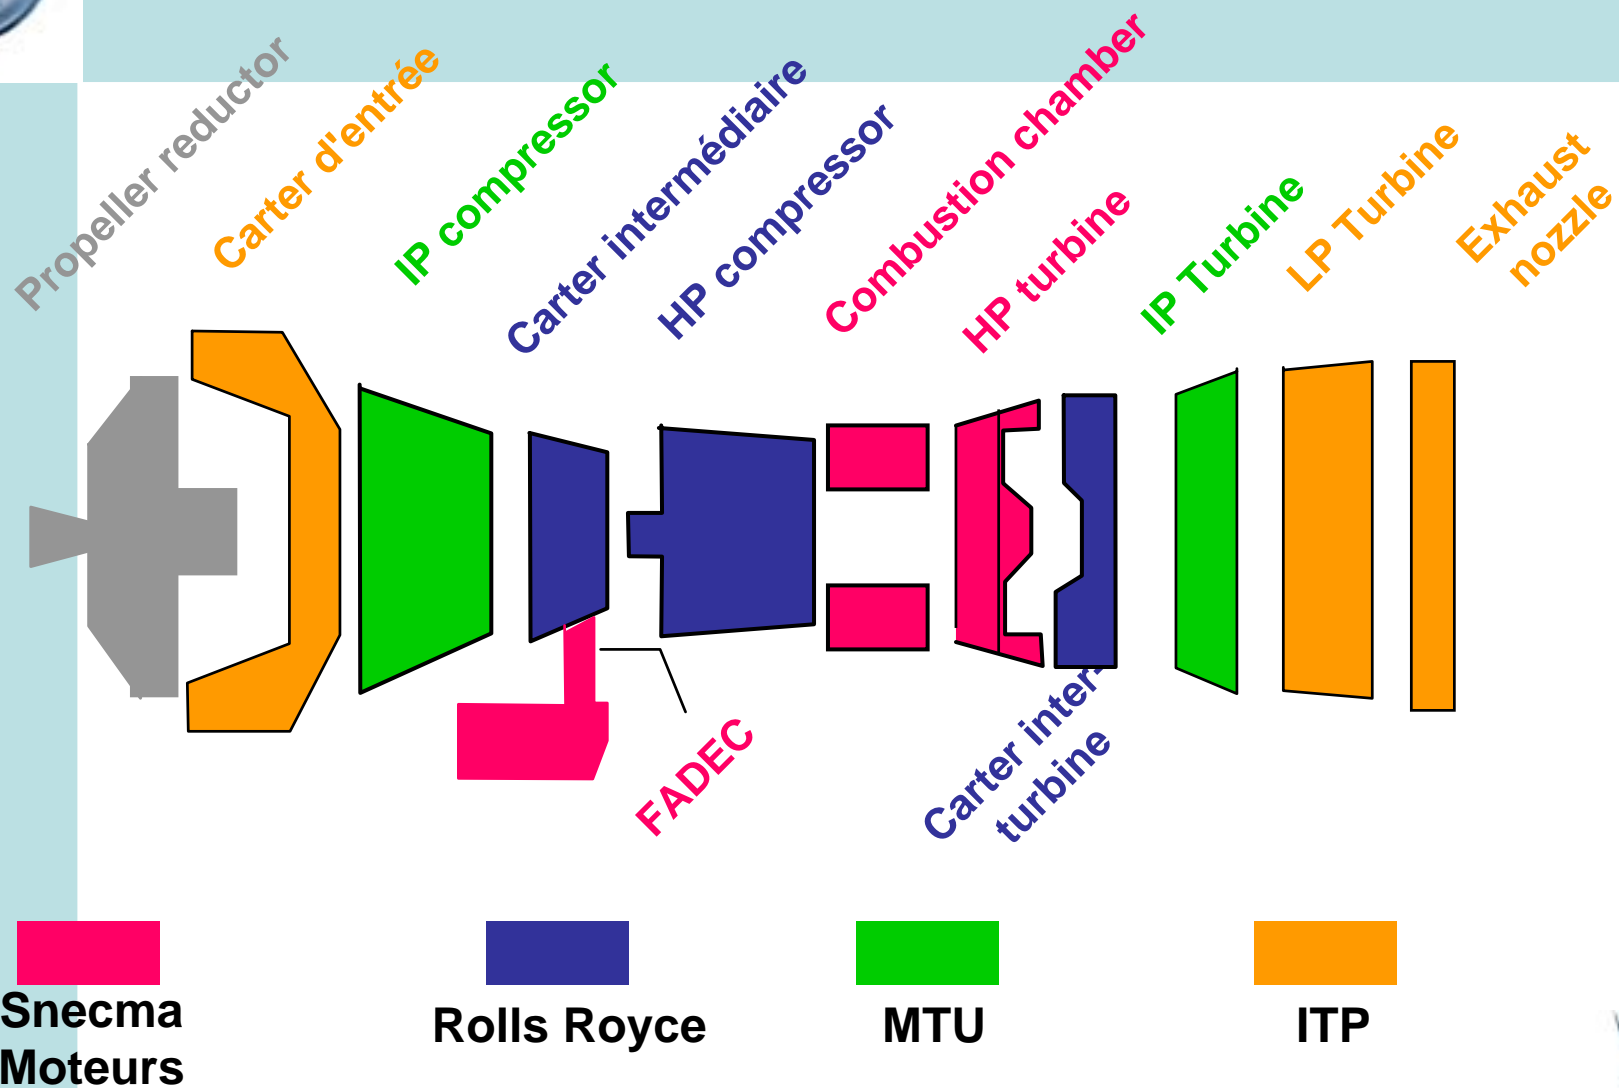 Propeller reductor
Carter d'entrée
IP compressor
Carter intermédiaire
HP compressor
Combustion chamber
HP turbine
IP Turbine
LP Turbine
Exhaust
nozzle
FADEC
Carter inter-
turbine
Snecma
Moteurs
Rolls Royce
MTU
ITP